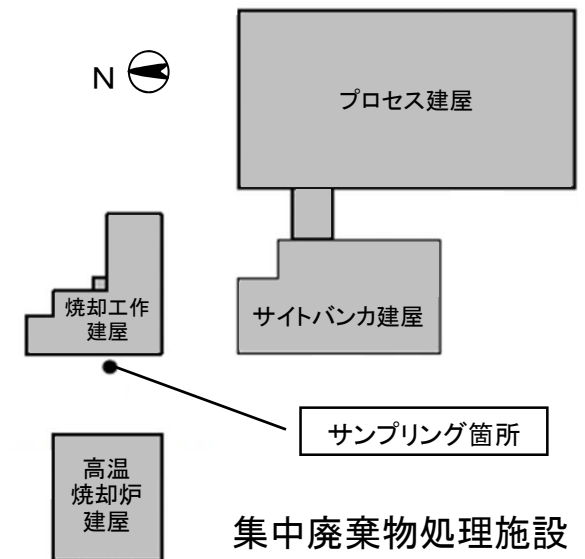 N
プロセス建屋
焼却工作
建屋
サイトバンカ建屋
サンプリング箇所
高温
焼却炉
建屋
集中廃棄物処理施設